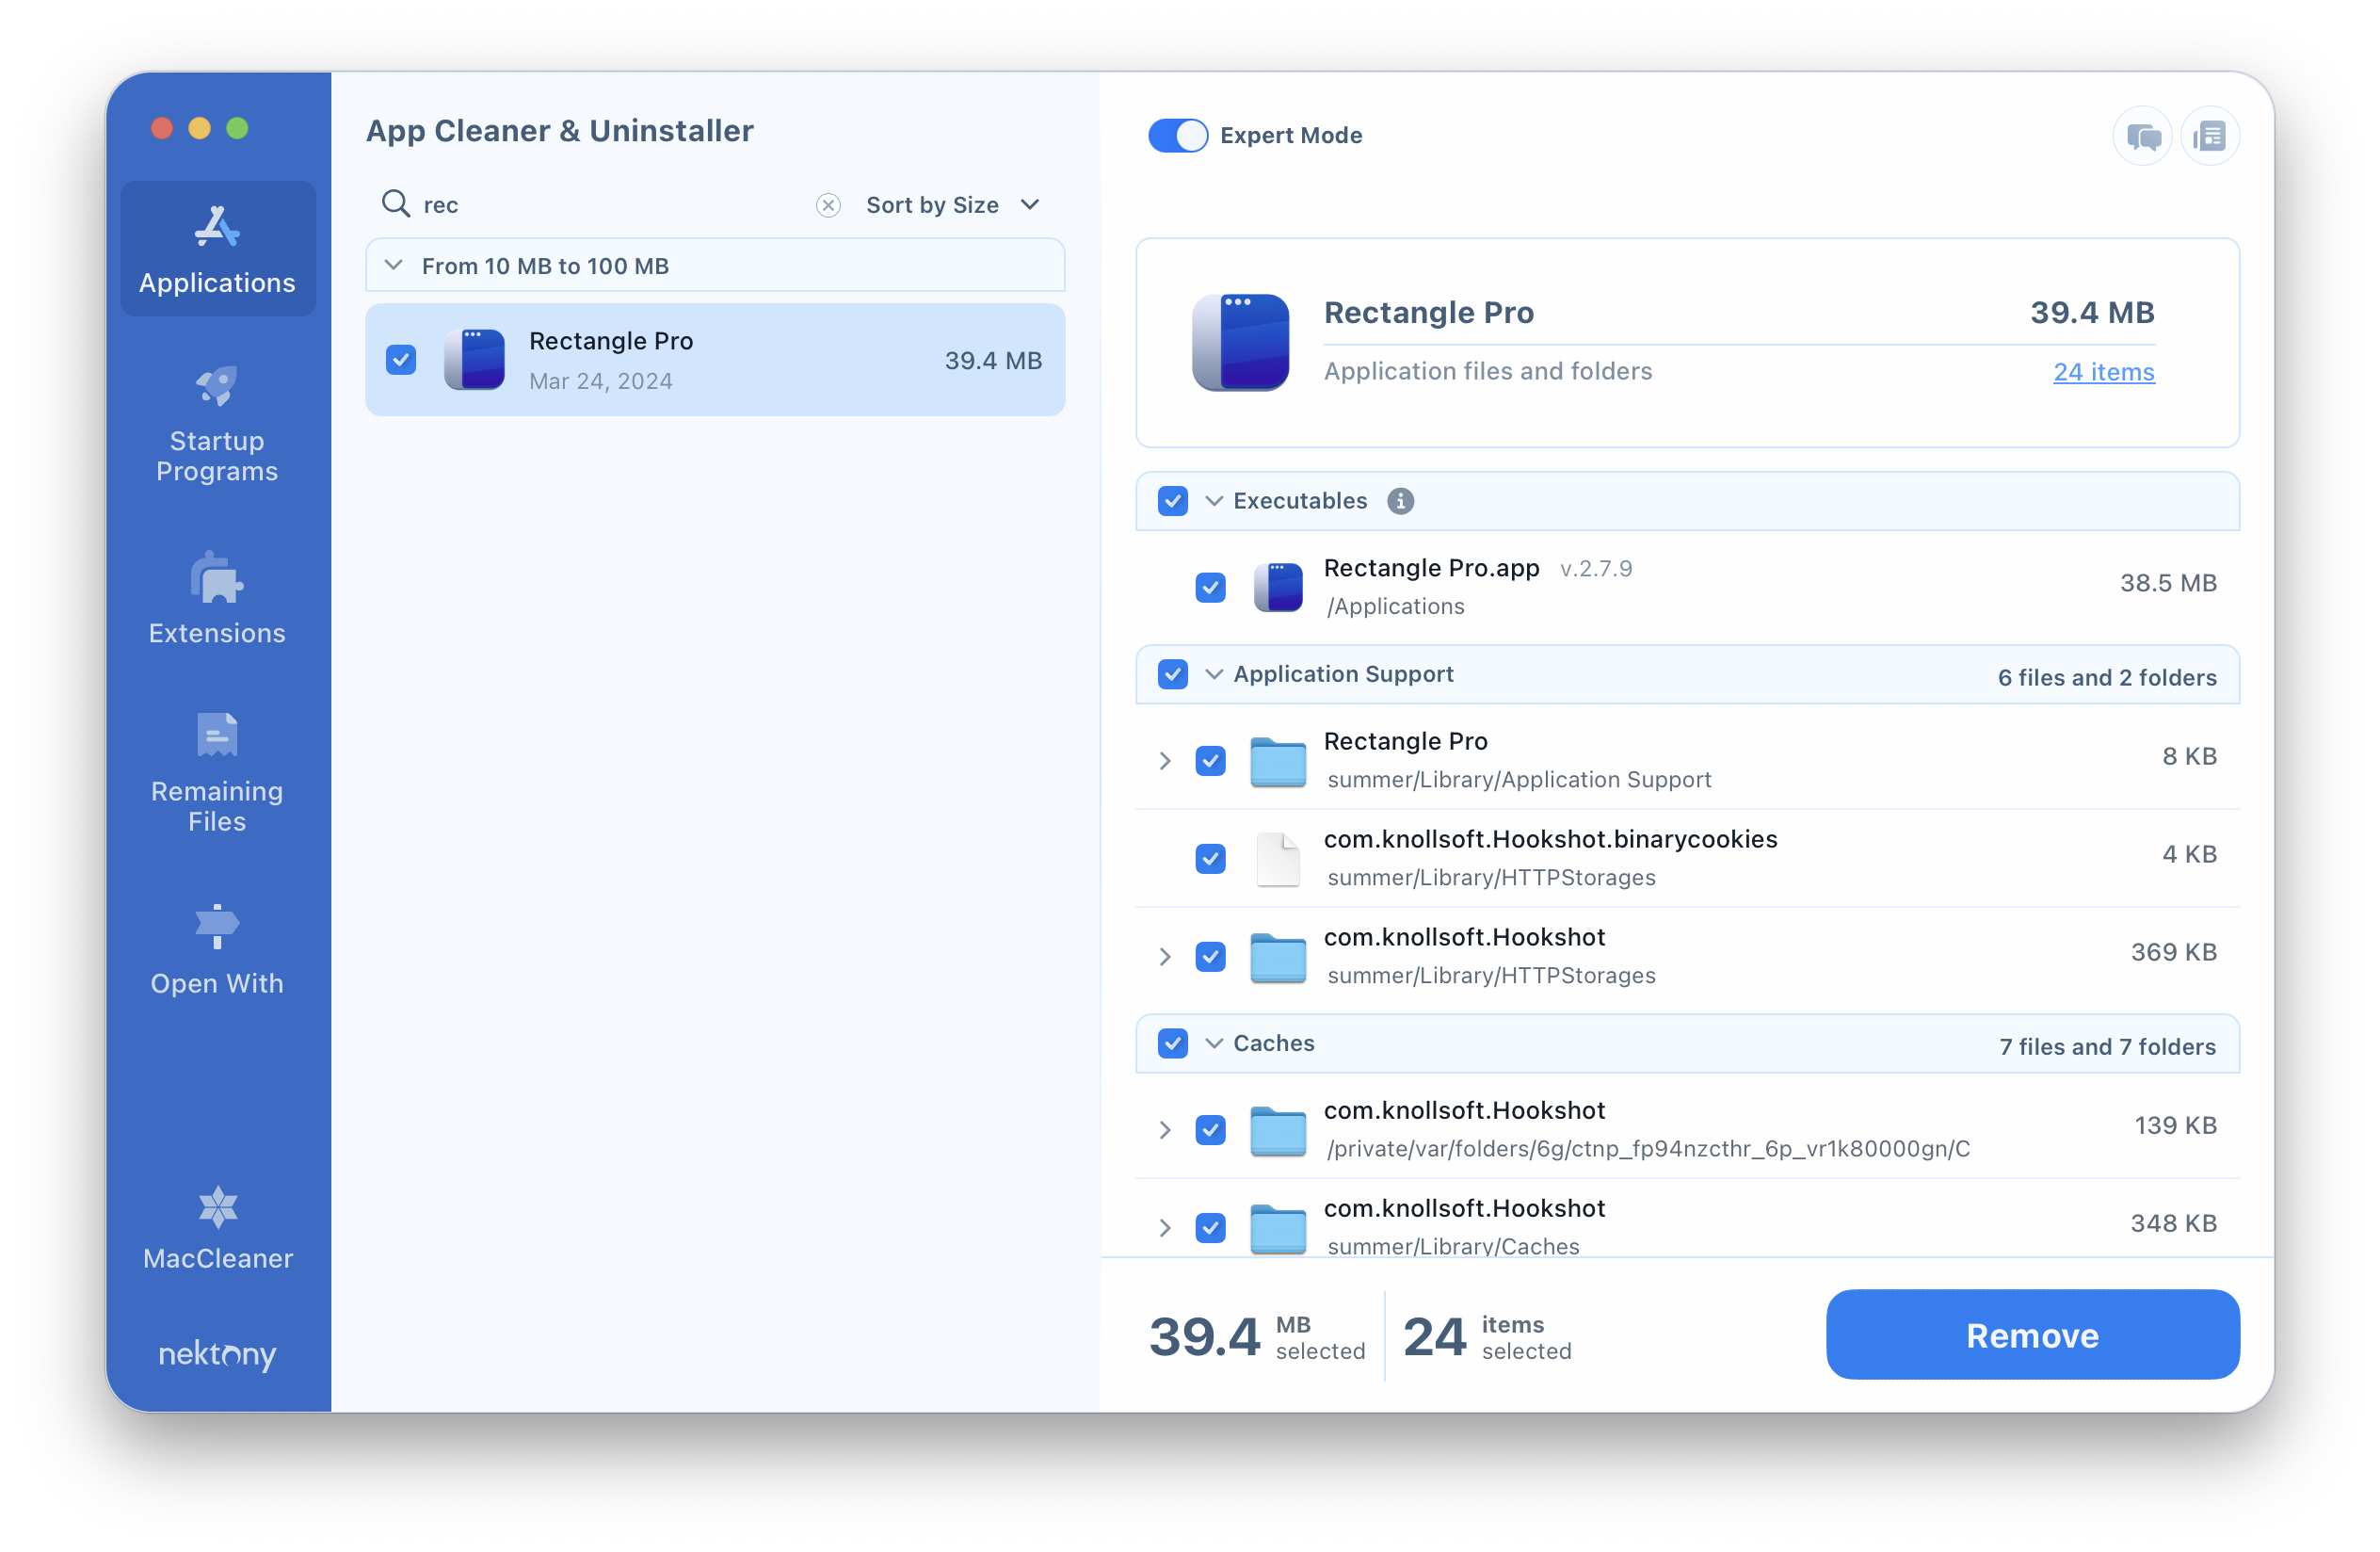 Applications
Startup
Programs
Extensions
Remaining
Files
Open With
MacCleaner
nektony
App Cleaner & Uninstaller
rec
Sort by Size
From 10 MB to 100 MB
Rectangle Pro
Mar 24, 2024
39.4 MB
Expert Mode
Rectangle Pro
39.4 MB
Application files and folders
24 items
Executables
Rectangle Pro.app v.2.7.9
/Applications
38.5 MB
Application Support
6 files and 2 folders
Rectangle Pro
summer/Library/Application Support
8 KB
com.knollsoft.Hookshot.binarycookies
summer/Library/HTTPStorages
4 KB
com.knollsoft.Hookshot
summer/Library/HTTPStorages
369 KB
Caches
7 files and 7 folders
com.knollsoft.Hookshot
/private/var/folders/6g/ctnp_fp94nzcthr_6p_vr1k80000gn/C
139 KB
com.knollsoft.Hookshot
summer/Library/Caches
348 KB
39.4 MB selected
24 items selected
Remove